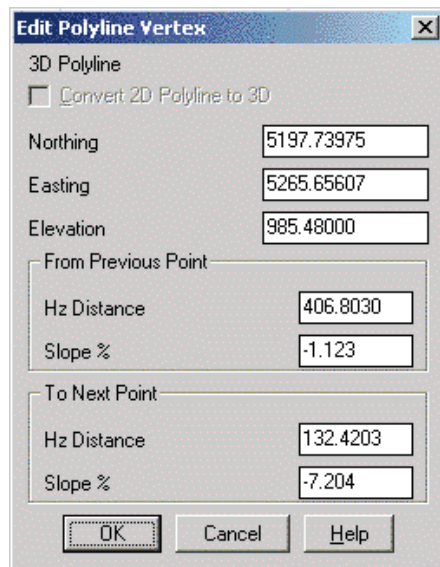 Edit Polyline Vertex
3D Polyline
Convert 2D Polyline to 3D
Northing 5197.73975
Easting 5265.65607
Elevation 985.48000
From Previous Point
Hz Distance 406.8030
Slope % -1.123
To Next Point
Hz Distance 132.4203
Slope % -7.204
OK Cancel Help